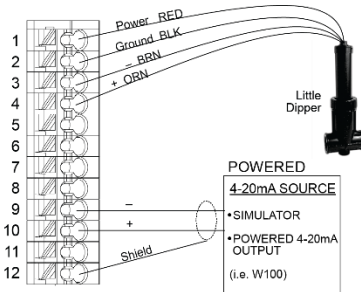 1
2
3
4
5
6
7
8
9
10
11
12
Power RED
Ground BLK
– BRN
+ ORN
Little
Dipper
–
+
Shield
POWERED
4-20mA SOURCE
•SIMULATOR
•POWERED 4-20mA
OUTPUT
(i.e. W100)